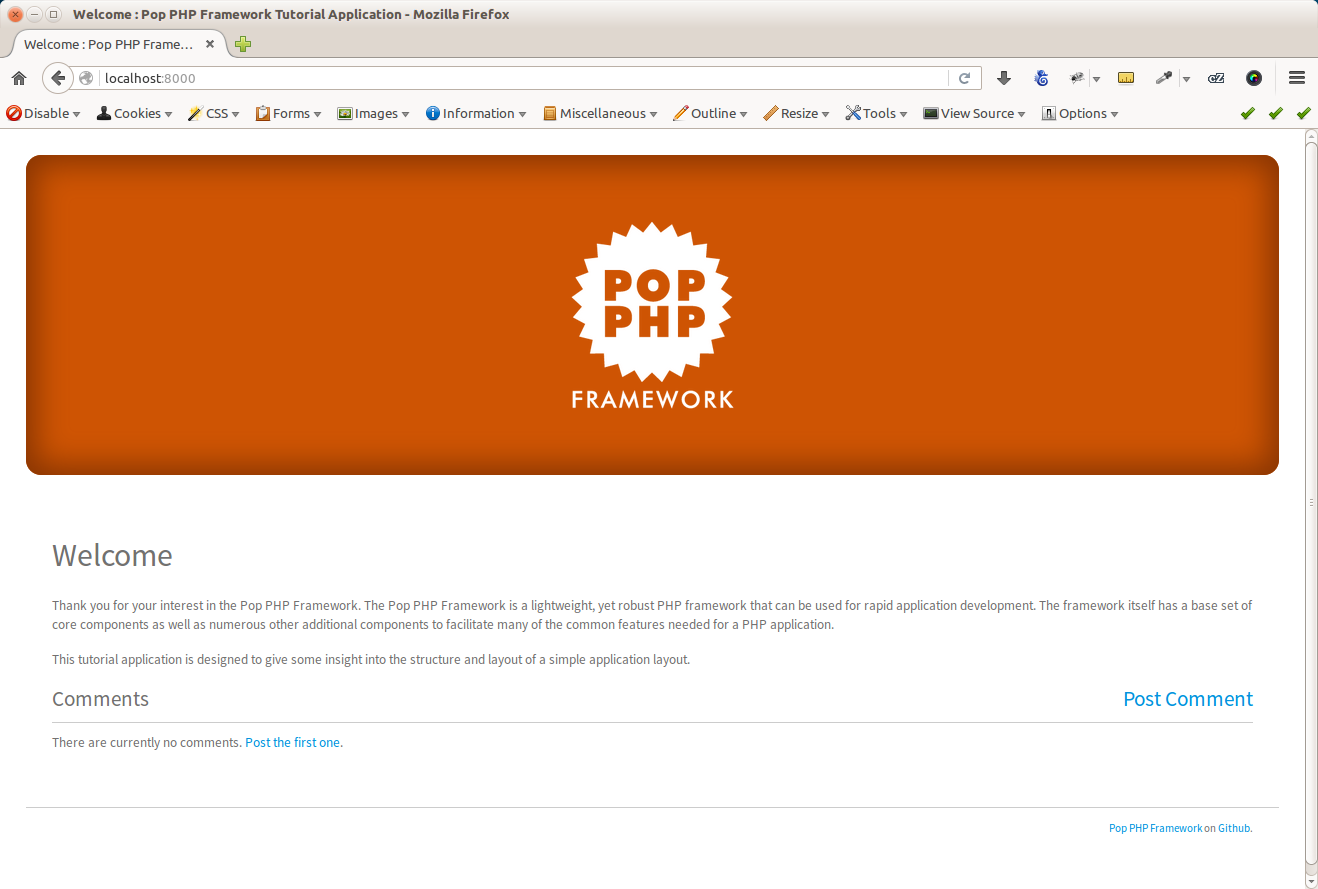 Welcome : Pop PHP Framework Tutorial Application - Mozilla Firefox
Welcome : Pop PHP Frame...
localhost:8000
Disable Cookies CSS Forms Images Information Miscellaneous Outline Resize Tools View Source Options
POP
PHP
FRAMEWORK
Welcome
Thank you for your interest in the Pop PHP Framework. The Pop PHP Framework is a lightweight, yet robust PHP framework that can be used for rapid application development. The framework itself has a base set of
core components as well as numerous other additional components to facilitate many of the common features needed for a PHP application.
This tutorial application is designed to give some insight into the structure and layout of a simple application layout.
Comments Post Comment
There are currently no comments. Post the first one.
Pop PHP Framework on Github.